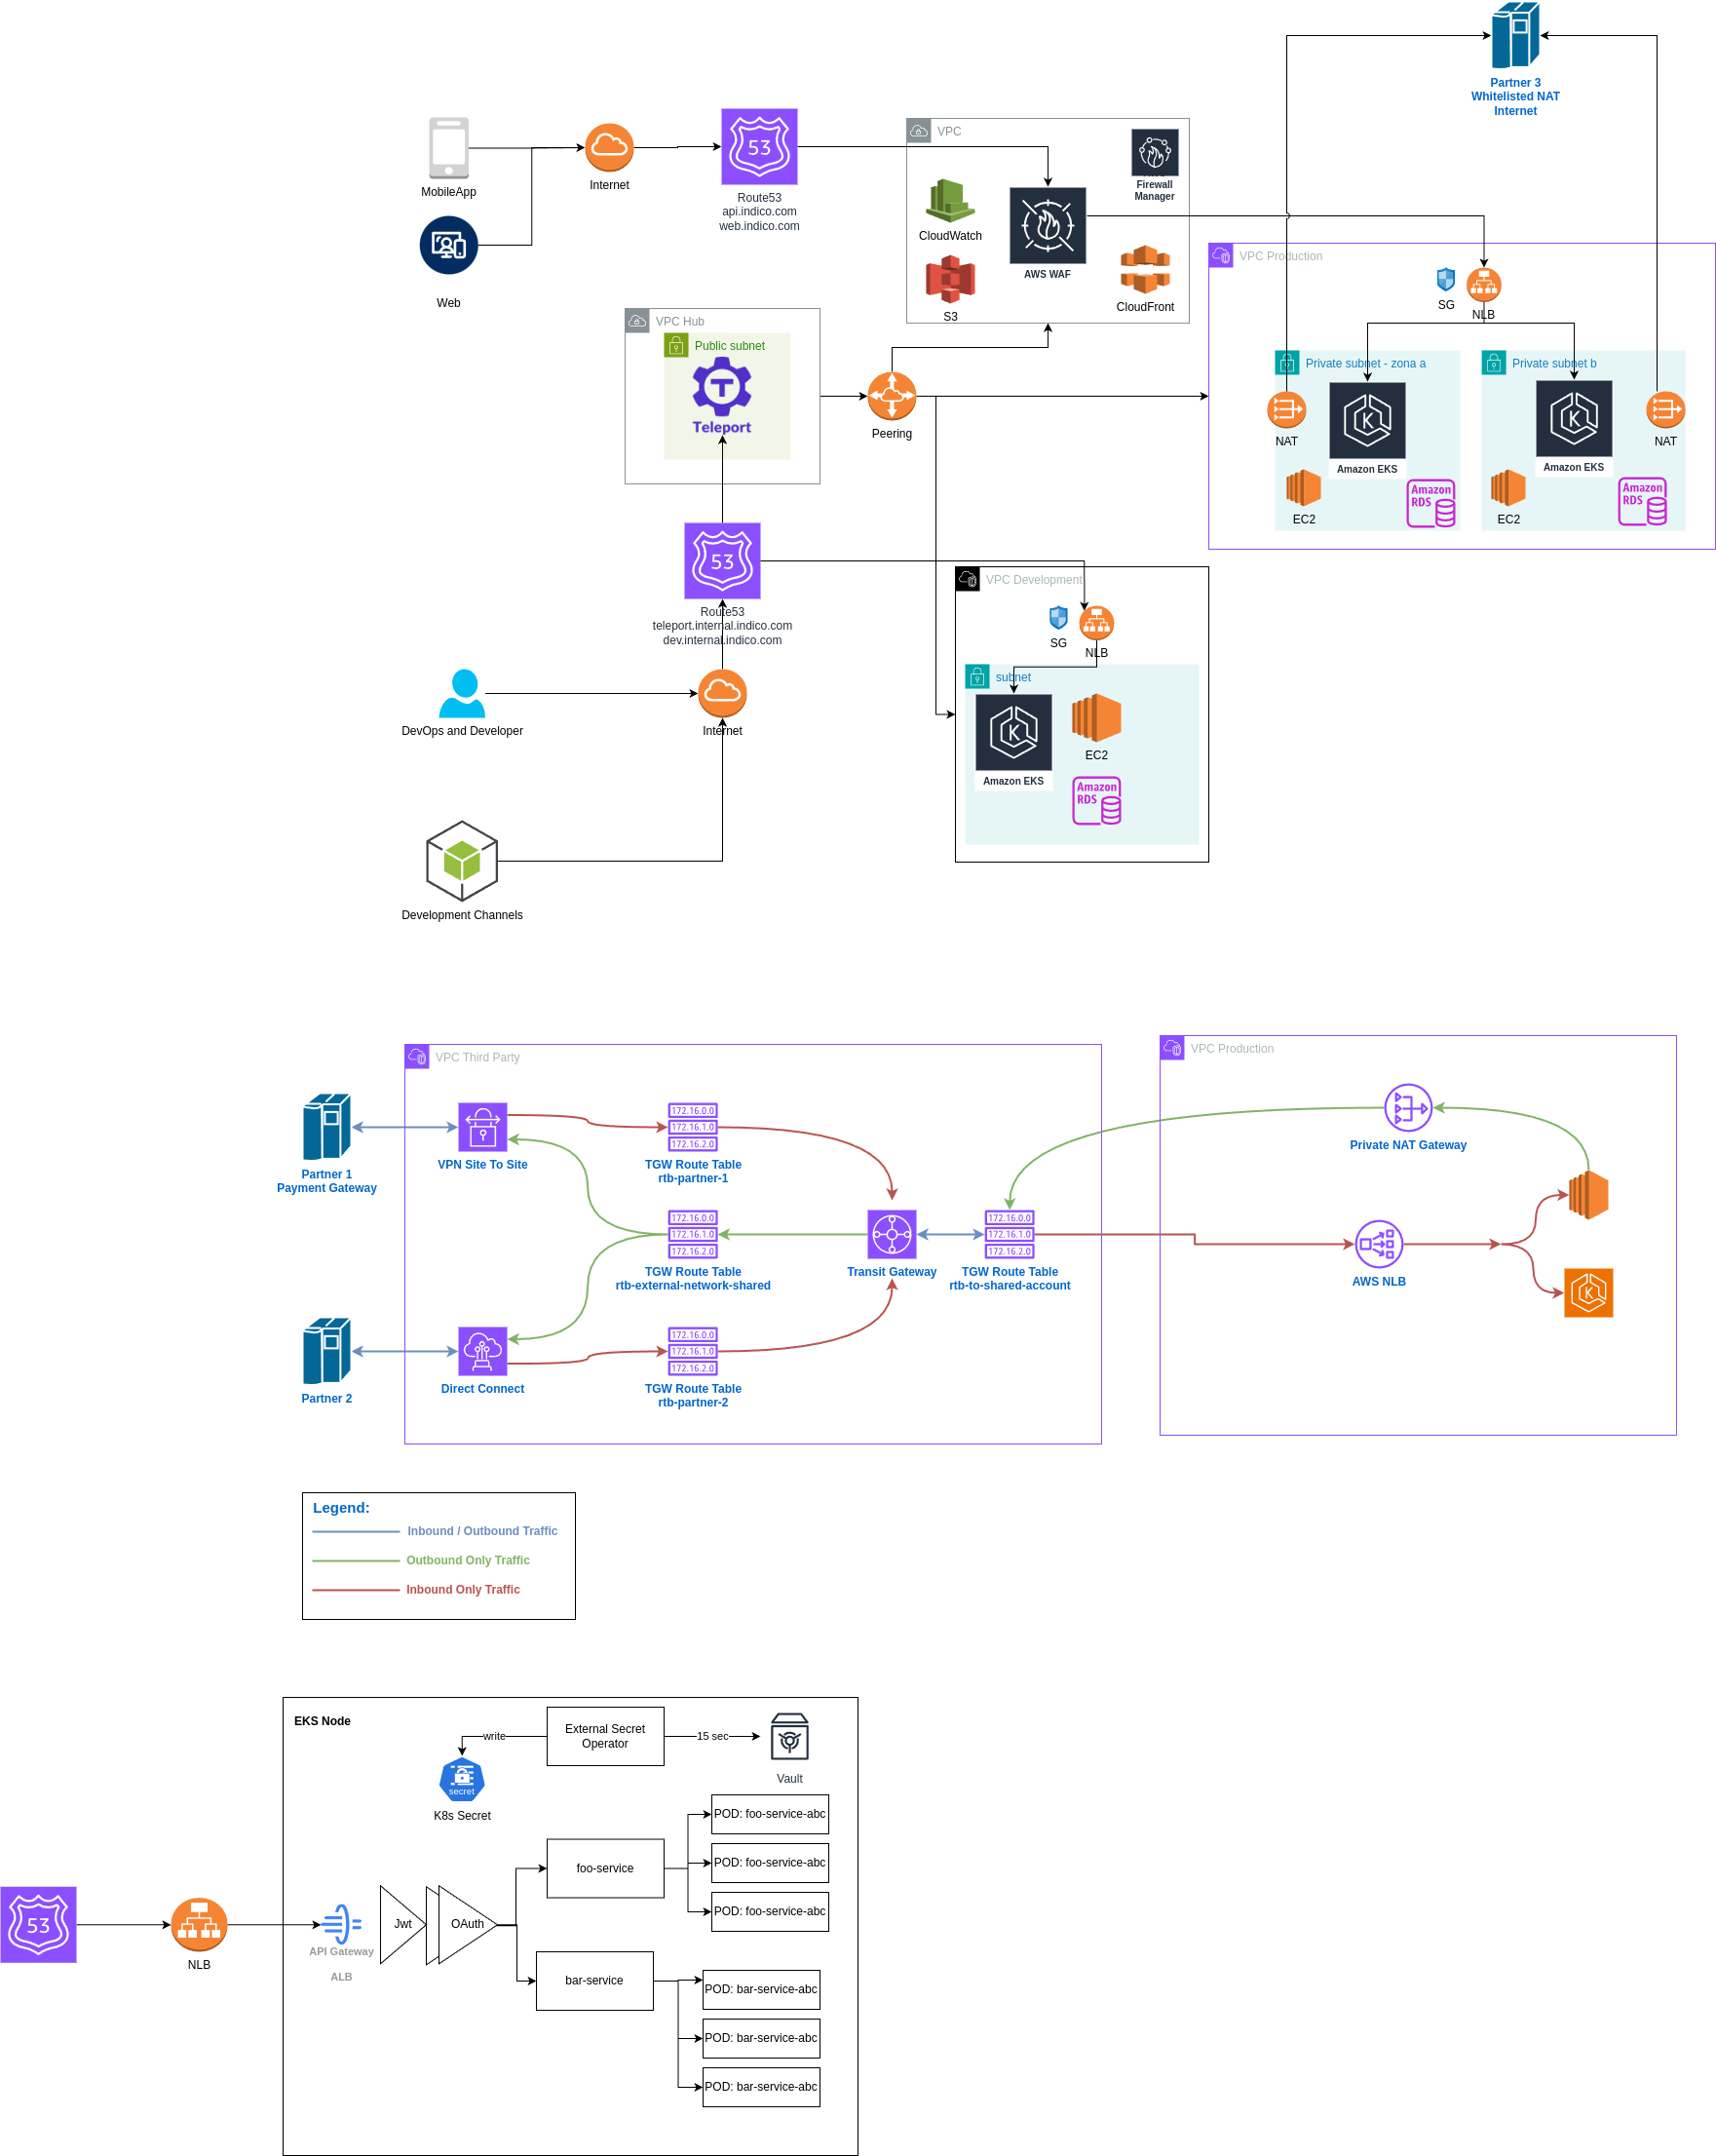 Partner 3
Whitelisted NAT
Internet
MobileApp
Internet
53
Route53
api.indico.com
web.indico.com
VPC
CloudWatch
S3
AWS WAF
Firewall
Manager
CloudFront
Web
VPC Production
SG
NLB
Private subnet - zona a
Private subnet b
NAT
Amazon EKS
EC2
Amazon
RDS
Amazon EKS
EC2
Amazon
RDS
NAT
VPC Hub
Public subnet
Teleport
Peering
53
Route53
teleport.internal.indico.com
dev.internal.indico.com
VPC Development
SG
NLB
subnet
Amazon EKS
EC2
Amazon
RDS
DevOps and Developer
Internet
Development Channels
VPC Third Party
VPC Production
Partner 1
Payment Gateway
VPN Site To Site
172.16.0.0
172.16.1.0
172.16.2.0
TGW Route Table
rtb-partner-1
Private NAT Gateway
172.16.0.0
172.16.1.0
172.16.2.0
TGW Route Table
rtb-external-network-shared
Transit Gateway
172.16.0.0
172.16.1.0
172.16.2.0
TGW Route Table
rtb-to-shared-account
AWS NLB
Partner 2
Direct Connect
172.16.0.0
172.16.1.0
172.16.2.0
TGW Route Table
rtb-partner-2
Legend:
Inbound / Outbound Traffic
Outbound Only Traffic
Inbound Only Traffic
EKS Node
write
External Secret
Operator
15 sec
Vault
secret
K8s Secret
POD: foo-service-abc
foo-service
POD: foo-service-abc
POD: foo-service-abc
53
NLB
API Gateway
ALB
Jwt
OAuth
bar-service
POD: bar-service-abc
POD: bar-service-abc
POD: bar-service-abc